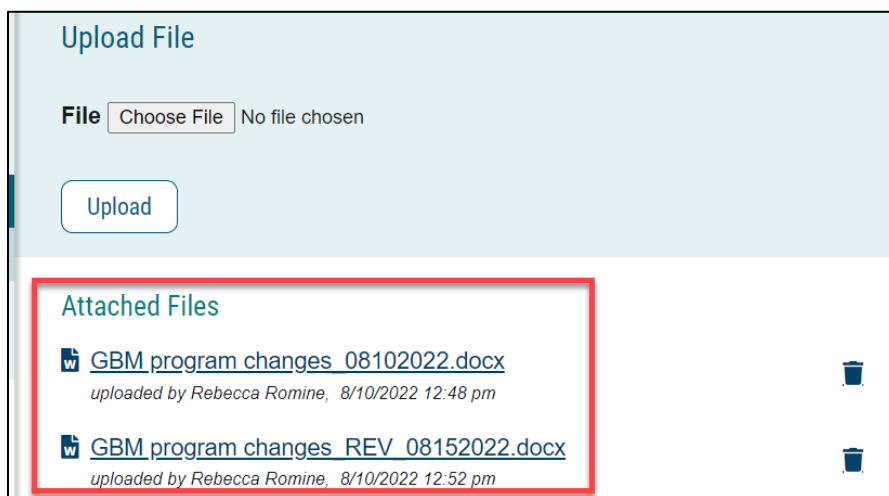 Upload File
File Choose File No file chosen
Upload
Attached Files
GBM program changes_08102022.docx
uploaded by Rebecca Romine, 8/10/2022 12:48 pm
GBM program changes_REV_08152022.docx
uploaded by Rebecca Romine, 8/10/2022 12:52 pm